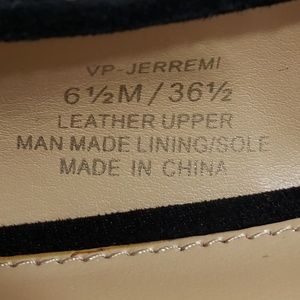 VP-JERREMI
6½M/36½
LEATHER UPPER
MAN MADE LINING/SOLE
MADE IN CHINA